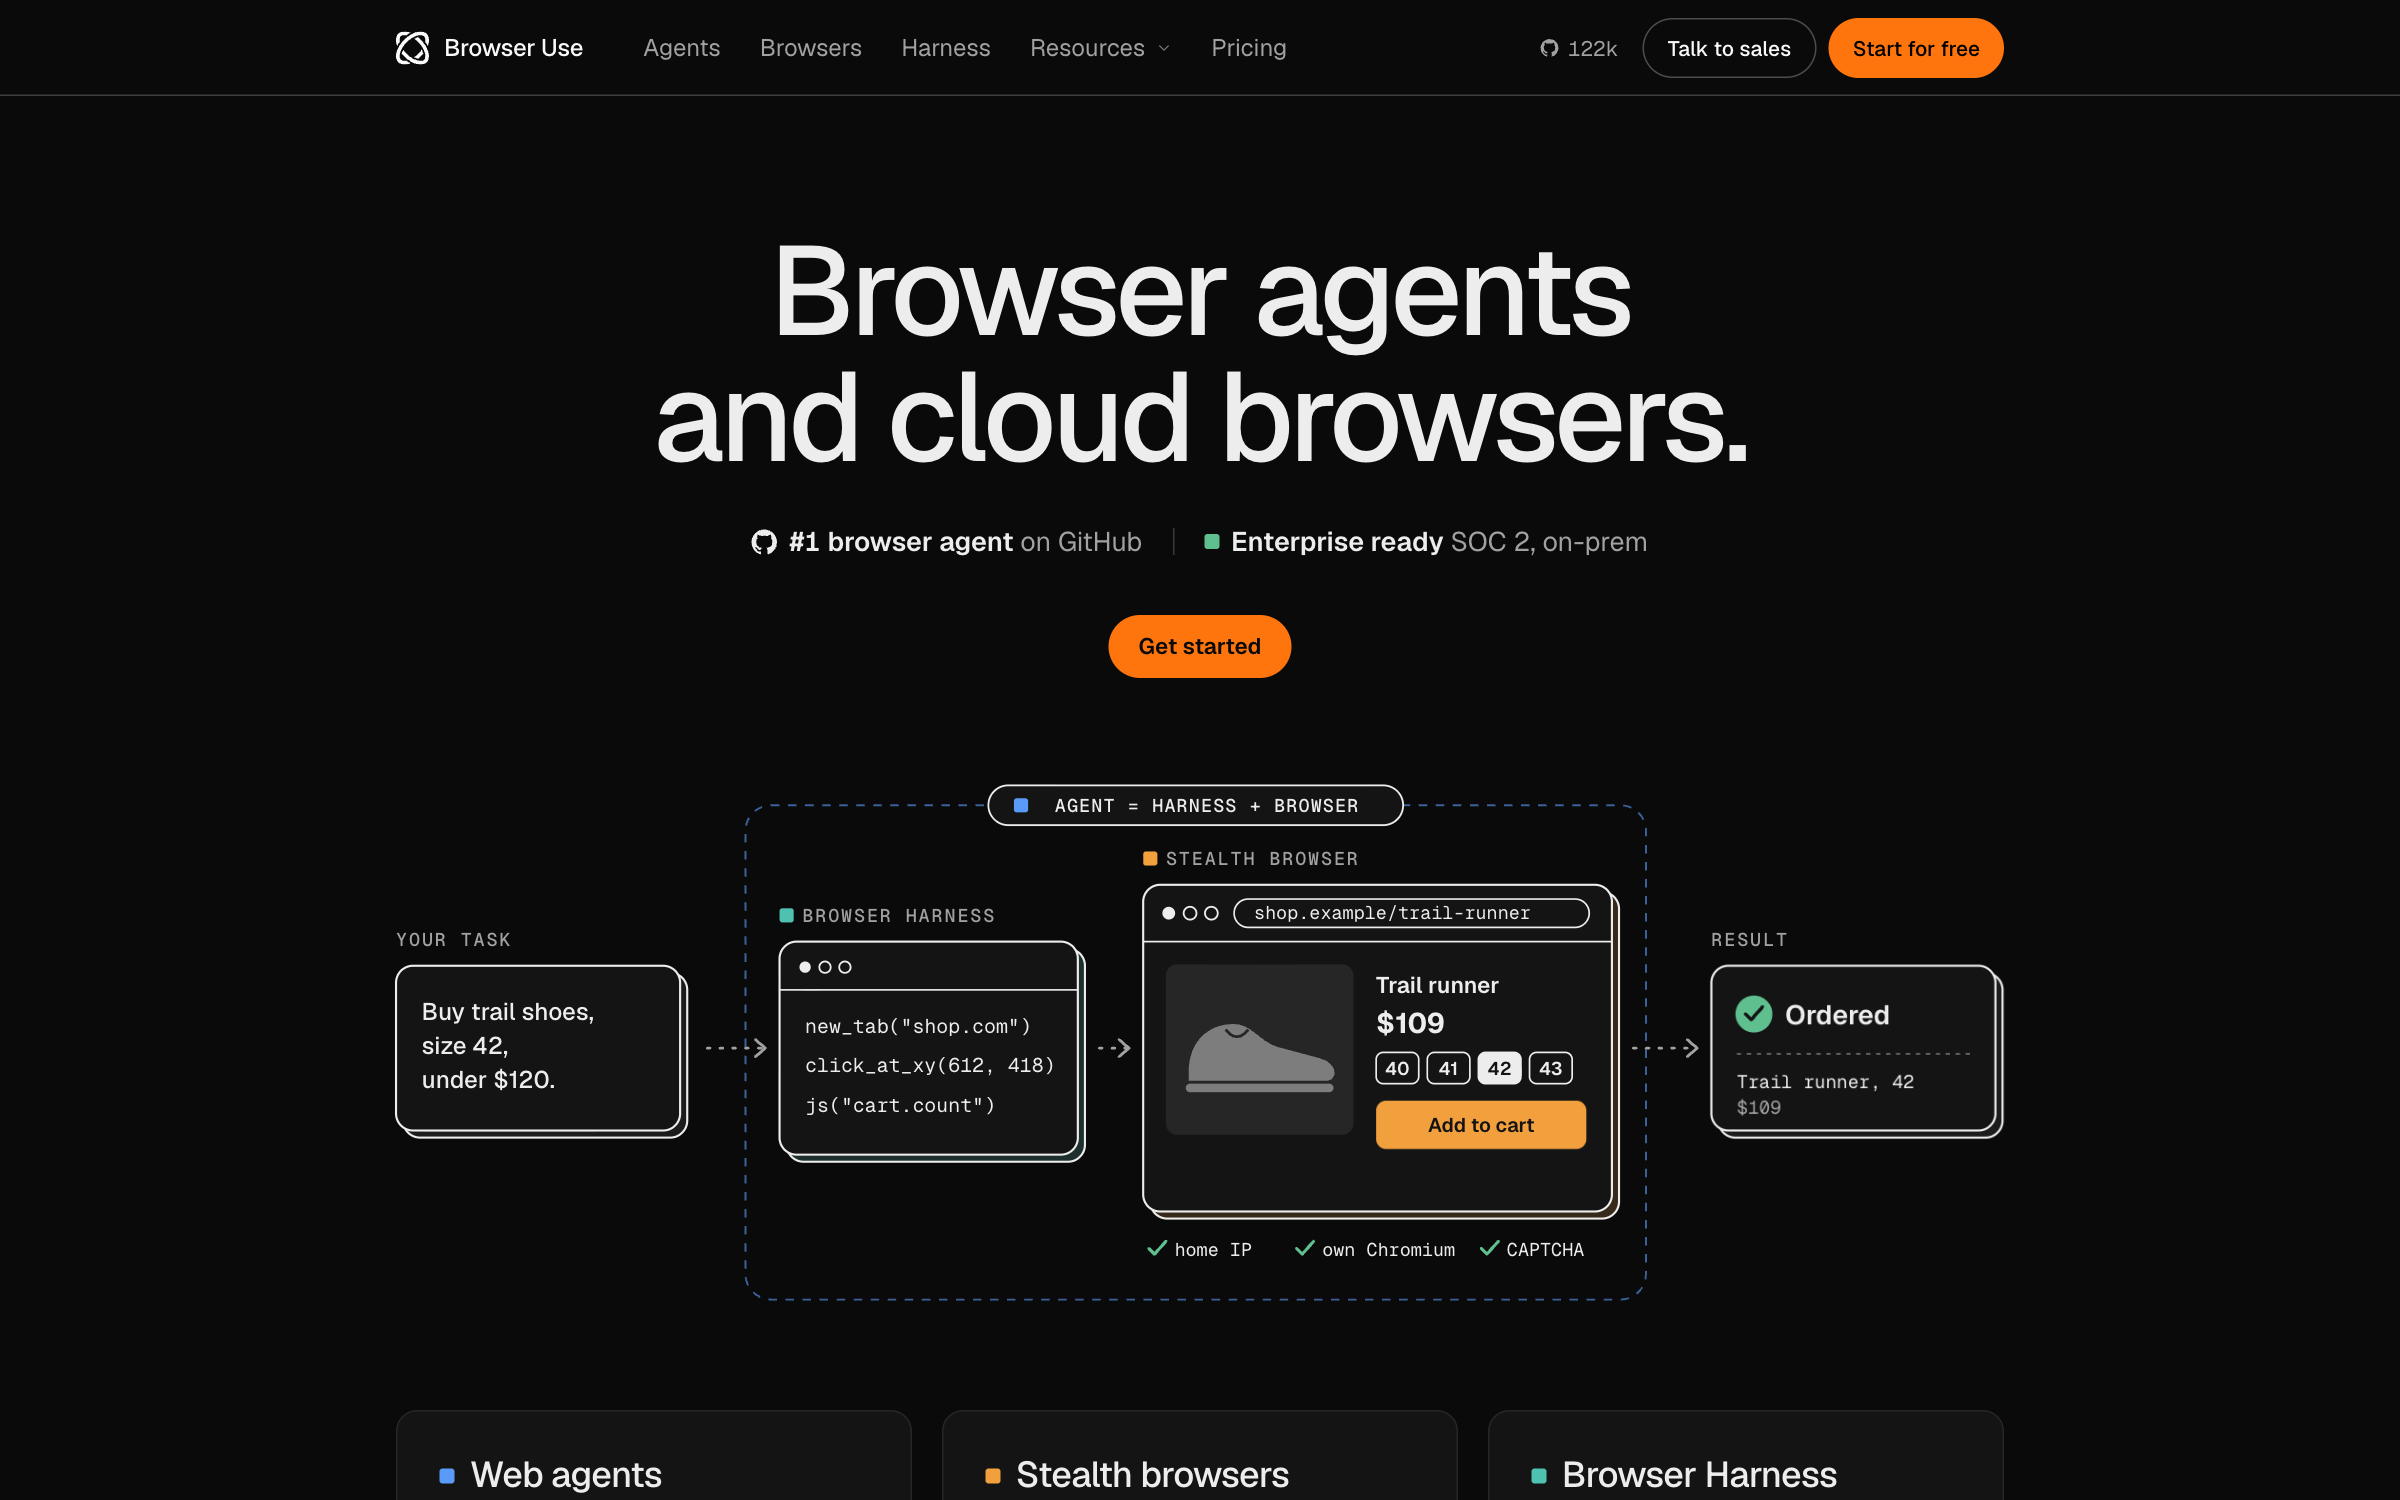 Browser Use
Agents
Browsers
Harness
Resources
Pricing
122k
Talk to sales
Start for free
Browser agents
and cloud browsers.
#1 browser agent on GitHub
Enterprise ready SOC 2, on-prem
Get started
AGENT = HARNESS + BROWSER
YOUR TASK
Buy trail shoes,
size 42,
under $120.
BROWSER HARNESS
new_tab("shop.com")
click_at_xy(612, 418)
js("cart.count")
STEALTH BROWSER
shop.example/trail-runner
Trail runner
$109
40 41 42 43
Add to cart
home IP
own Chromium
CAPTCHA
RESULT
Ordered
Trail runner, 42
$109
Web agents
Stealth browsers
Browser Harness